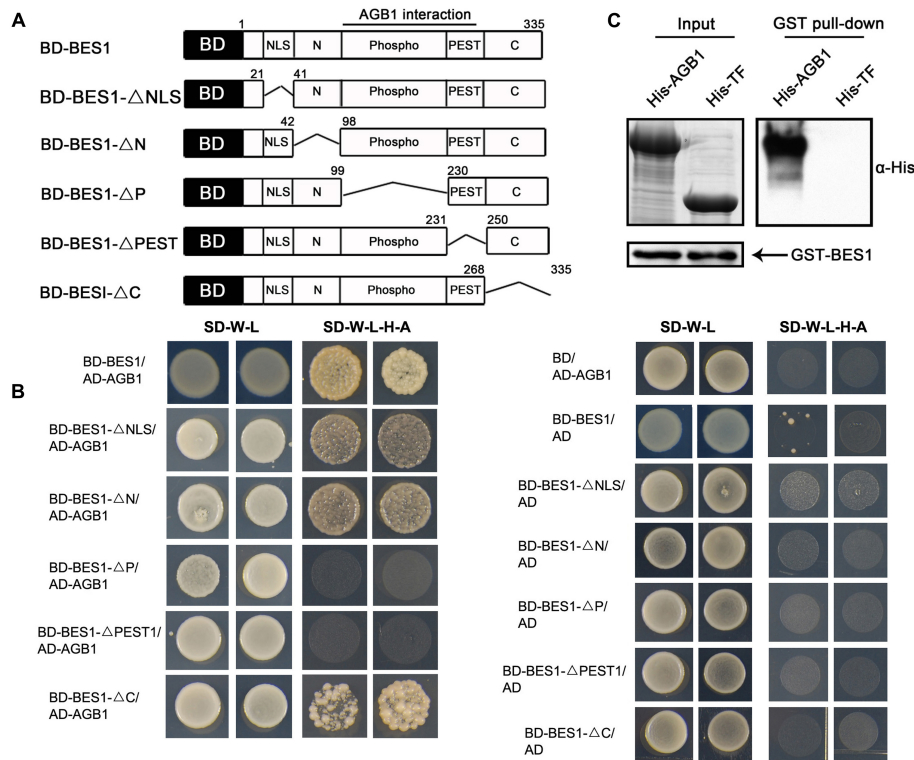 A
AGB1 interaction
1
335
BD-BES1
BD
NLS
N
Phospho
PEST
C
21
41
BD-BES1-△NLS
BD
N
Phospho
PEST
C
42
98
BD-BES1-△N
BD
NLS
Phospho
PEST
C
99
230
BD-BES1-△P
BD
NLS
N
PEST
C
231
250
BD-BES1-△PEST
BD
NLS
N
Phospho
C
268
335
BD-BESI-△C
BD
NLS
N
Phospho
PEST
C
Input
GST pull-down
His-AGB1
His-TF
His-AGB1
His-TF
α-His
GST-BES1
B
SD-W-L
SD-W-L-H-A
BD-BES1/
AD-AGB1
BD-BES1-△NLS/
AD-AGB1
BD-BES1-△N/
AD-AGB1
BD-BES1-△P/
AD-AGB1
BD-BES1-△PEST1/
AD-AGB1
BD-BES1-△C/
AD-AGB1
SD-W-L
SD-W-L-H-A
BD/
AD-AGB1
BD-BES1/
AD
BD-BES1-△NLS/
AD
BD-BES1-△N/
AD
BD-BES1-△P/
AD
BD-BES1-△PEST1/
AD
BD-BES1-△C/
AD